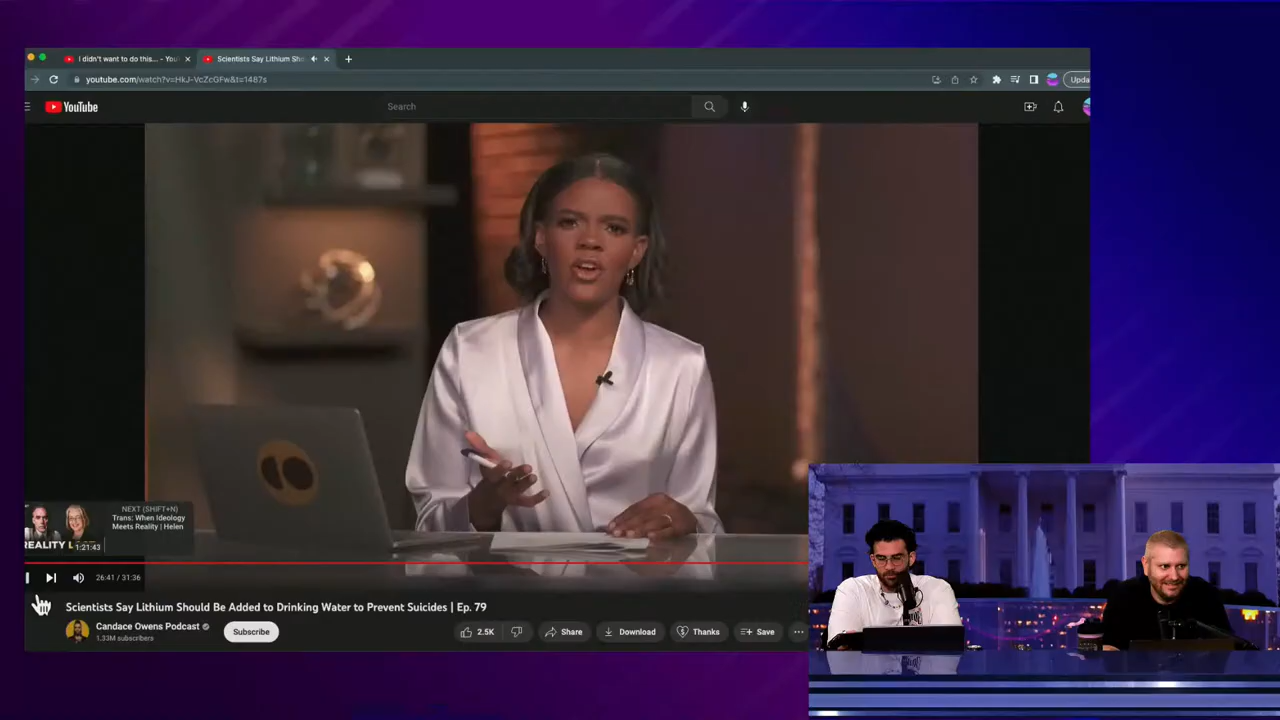 I didn't want to do this... - You
Scientists Say Lithium Sho
youtube.com/watch?v=HkJ-VcZcGFw&t=1487s
Upda
YouTube
Search
NEXT (SHIFT+N)
Trans: When Ideology
Meets Reality | Helen
REALITY
1:21:43
26:41 / 31:36
Scientists Say Lithium Should Be Added to Drinking Water to Prevent Suicides | Ep. 79
Candace Owens Podcast
1.33M subscribers
Subscribe
2.5K
Share
Download
Thanks
Save